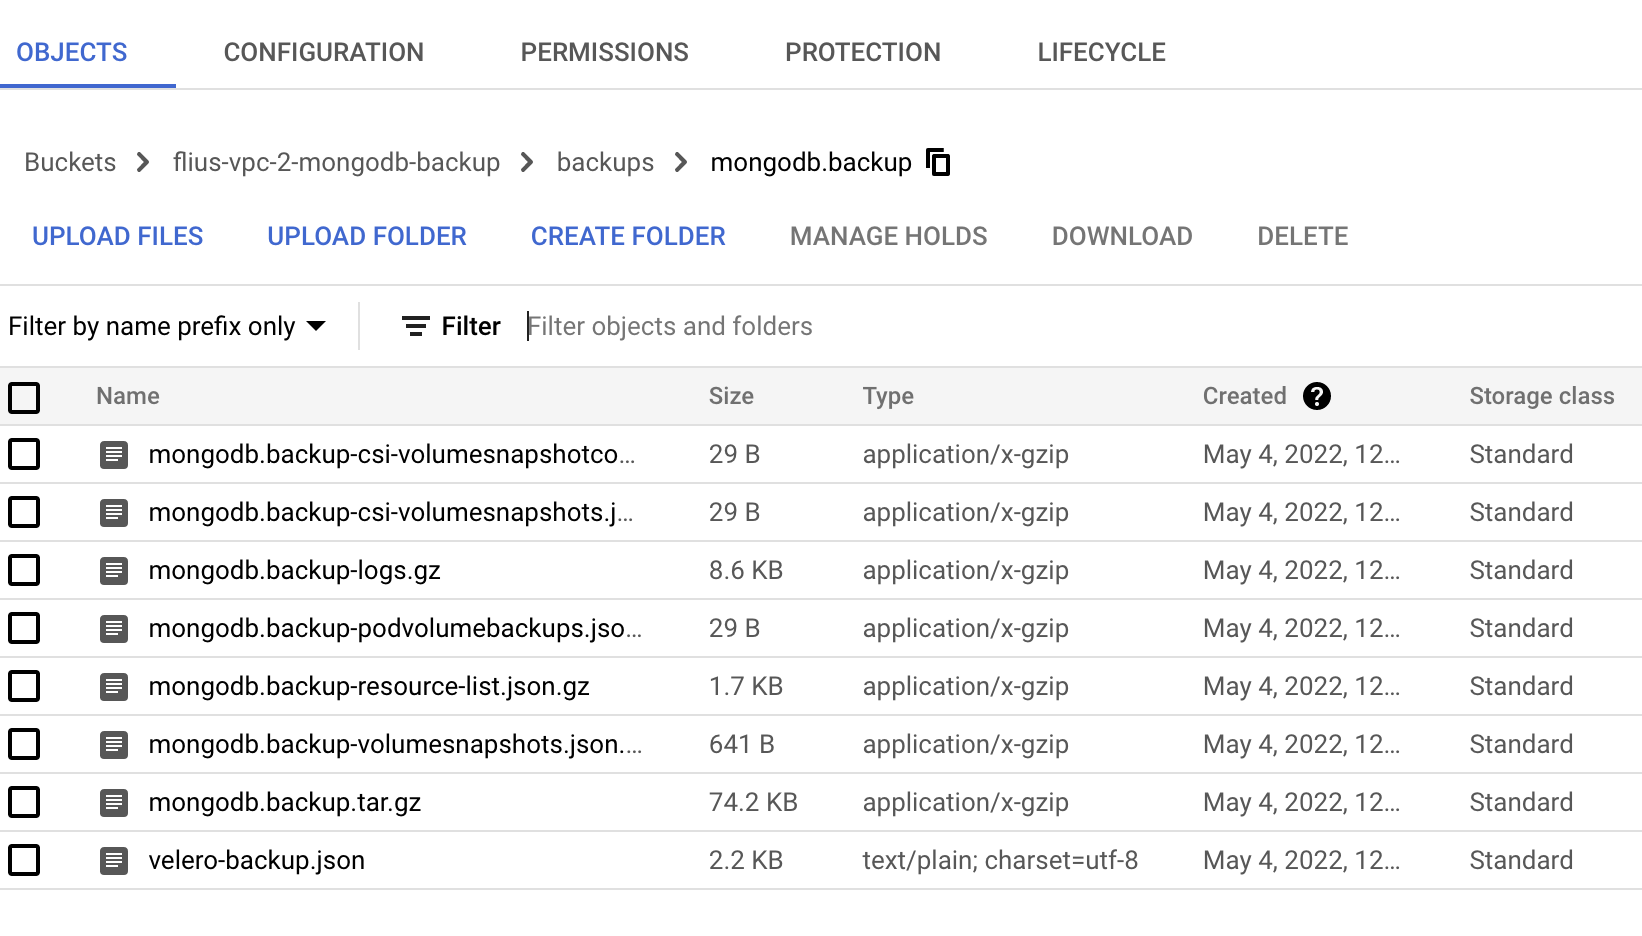 OBJECTS CONFIGURATION PERMISSIONS PROTECTION LIFECYCLE
Buckets flius-vpc-2-mongodb-backup backups mongodb.backup
UPLOAD FILES UPLOAD FOLDER CREATE FOLDER MANAGE HOLDS DOWNLOAD DELETE
Filter by name prefix only Filter Filter objects and folders
Name Size Type Created ? Storage class
mongodb.backup-csi-volumesnapshotco... 29 B application/x-gzip May 4, 2022, 12... Standard
mongodb.backup-csi-volumesnapshots.j... 29 B application/x-gzip May 4, 2022, 12... Standard
mongodb.backup-logs.gz 8.6 KB application/x-gzip May 4, 2022, 12... Standard
mongodb.backup-podvolumebackups.jso... 29 B application/x-gzip May 4, 2022, 12... Standard
mongodb.backup-resource-list.json.gz 1.7 KB application/x-gzip May 4, 2022, 12... Standard
mongodb.backup-volumesnapshots.json.... 641 B application/x-gzip May 4, 2022, 12... Standard
mongodb.backup.tar.gz 74.2 KB application/x-gzip May 4, 2022, 12... Standard
velero-backup.json 2.2 KB text/plain; charset=utf-8 May 4, 2022, 12... Standard